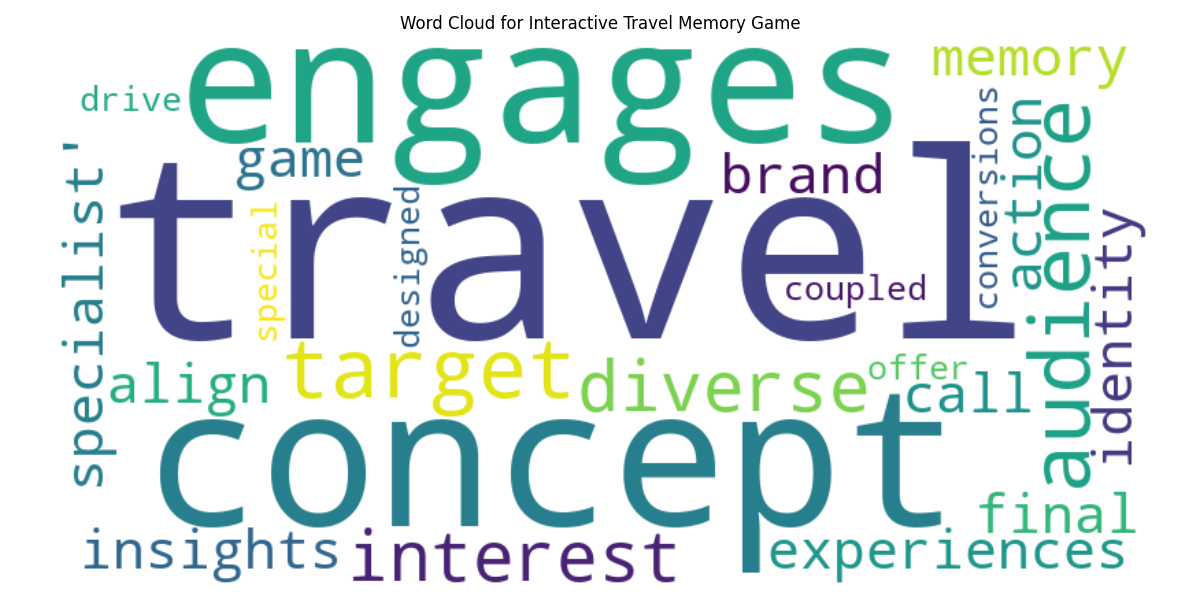 Word Cloud for Interactive Travel Memory Game
engages
memory
drive
travel
game
brand
conversions
action
audience
specialist'
special
designed
coupled
identity
target
diverse
offer
align
call
concept
final
insights
interest
experiences